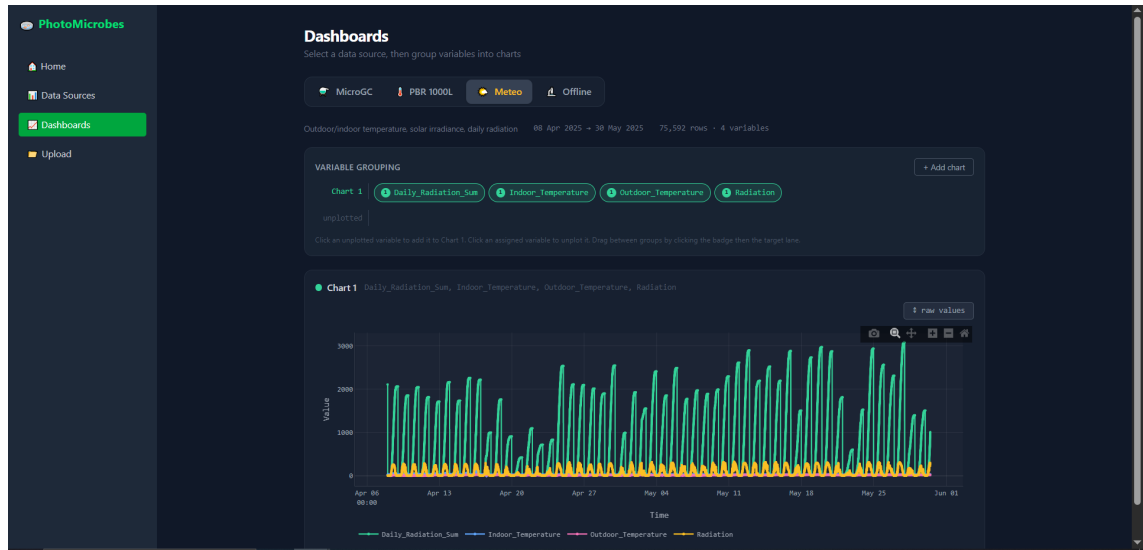 PhotoMicrobes
Home
Data Sources
Dashboards
Upload
Dashboards
Select a data source, then group variables into charts
MicroGC PBR 1000L Meteo Offline
Outdoor/indoor temperature, solar irradiance, daily radiation 08 Apr 2025 → 30 May 2025 75,592 rows · 4 variables
VARIABLE GROUPING + Add chart
Chart 1 1 Daily_Radiation_Sum 1 Indoor_Temperature 1 Outdoor_Temperature 1 Radiation
unplotted
Click an unplotted variable to add it to Chart 1. Click an assigned variable to unplot it. Drag between groups by clicking the badge then the target lane.
Chart 1 Daily_Radiation_Sum, Indoor_Temperature, Outdoor_Temperature, Radiation
↕ raw values
3000
2000
1000
0
Value
Apr 06 Apr 13 Apr 20 Apr 27 May 04 May 11 May 18 May 25 Jun 01
00:00
Time
Daily_Radiation_Sum Indoor_Temperature Outdoor_Temperature Radiation